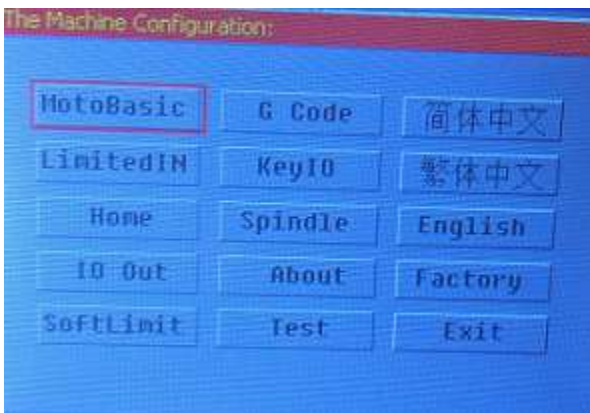 The Machine Configuration:
MotoBasic G Code 简体中文
LimitedIN KeyIO 繁体中文
Home Spindle English
IO Out About Factory
SoftLimit Test Exit